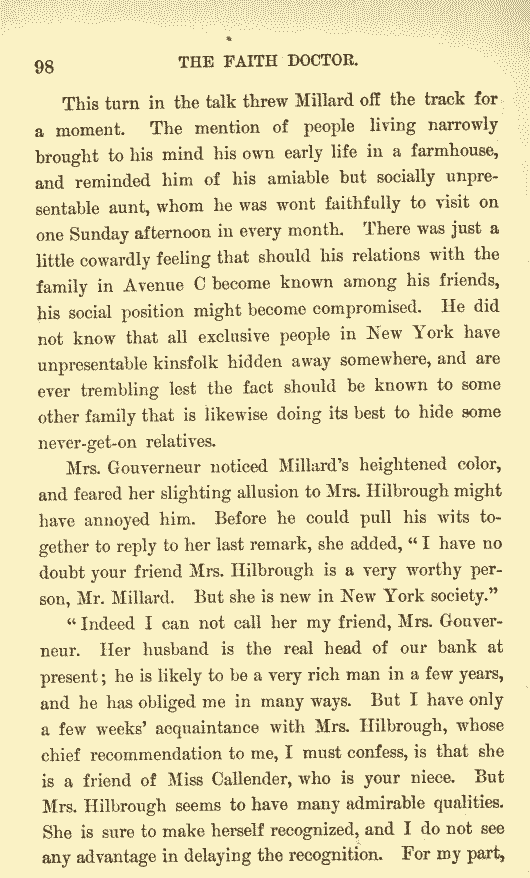 98
THE FAITH DOCTOR.
This turn in the talk threw Millard off the track for
a moment. The mention of people living narrowly
brought to his mind his own early life in a farmhouse,
and reminded him of his amiable but socially unpre-
sentable aunt, whom he was wont faithfully to visit on
one Sunday afternoon in every month. There was just a
little cowardly feeling that should his relations with the
family in Avenue C become known among his friends,
his social position might become compromised. He did
not know that all exclusive people in New York have
unpresentable kinsfolk hidden away somewhere, and are
ever trembling lest the fact should be known to some
other family that is likewise doing its best to hide some
never-get-on relatives.
Mrs. Gouverneur noticed Millard's heightened color,
and feared her slighting allusion to Mrs. Hilbrough might
have annoyed him. Before he could pull his wits to-
gether to reply to her last remark, she added, “ I have no
doubt your friend Mrs. Hilbrough is a very worthy per-
son, Mr. Millard. But she is new in New York society.”
“ Indeed I can not call her my friend, Mrs. Gouver-
neur. Her husband is the real head of our bank at
present; he is likely to be a very rich man in a few years,
and he has obliged me in many ways. But I have only
a few weeks' acquaintance with Mrs. Hilbrough, whose
chief recommendation to me, I must confess, is that she
is a friend of Miss Callender, who is your niece. But
Mrs. Hilbrough seems to have many admirable qualities.
She is sure to make herself recognized, and I do not see
any advantage in delaying the recognition. For my part,